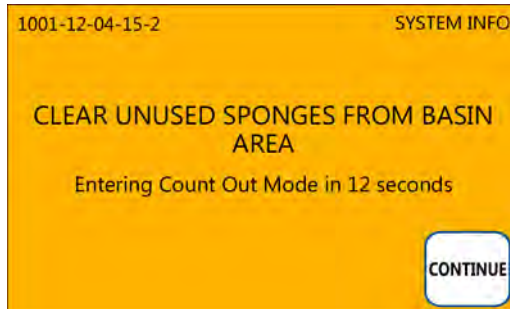 1001-12-04-15-2
SYSTEM INFO
CLEAR UNUSED SPONGES FROM BASIN
AREA
Entering Count Out Mode in 12 seconds
CONTINUE